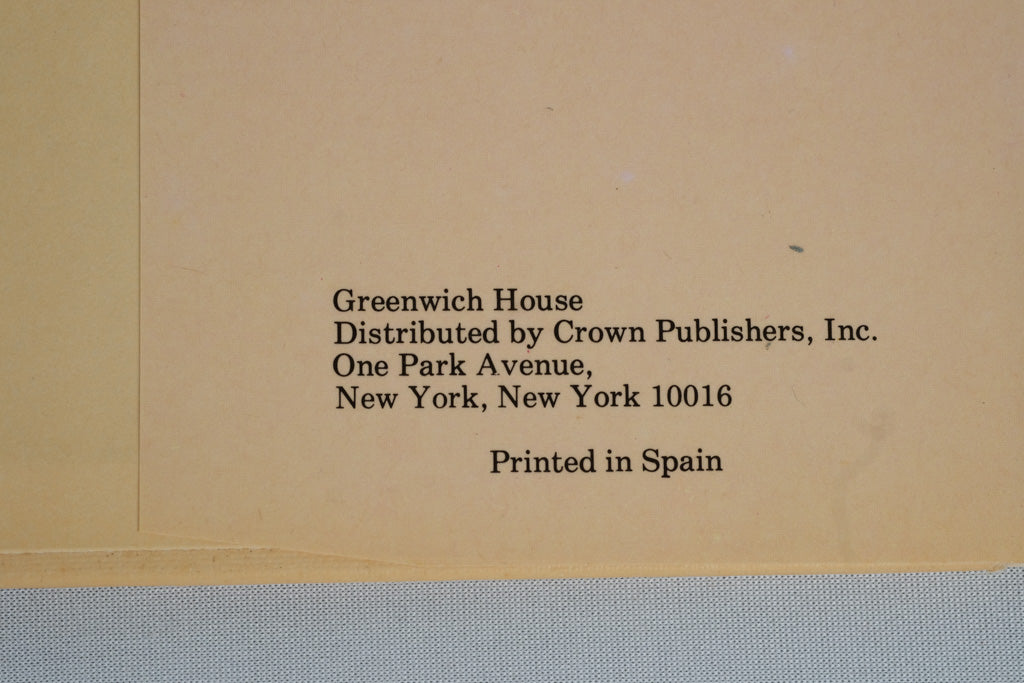 Greenwich House
Distributed by Crown Publishers, Inc.
One Park Avenue,
New York, New York 10016
Printed in Spain